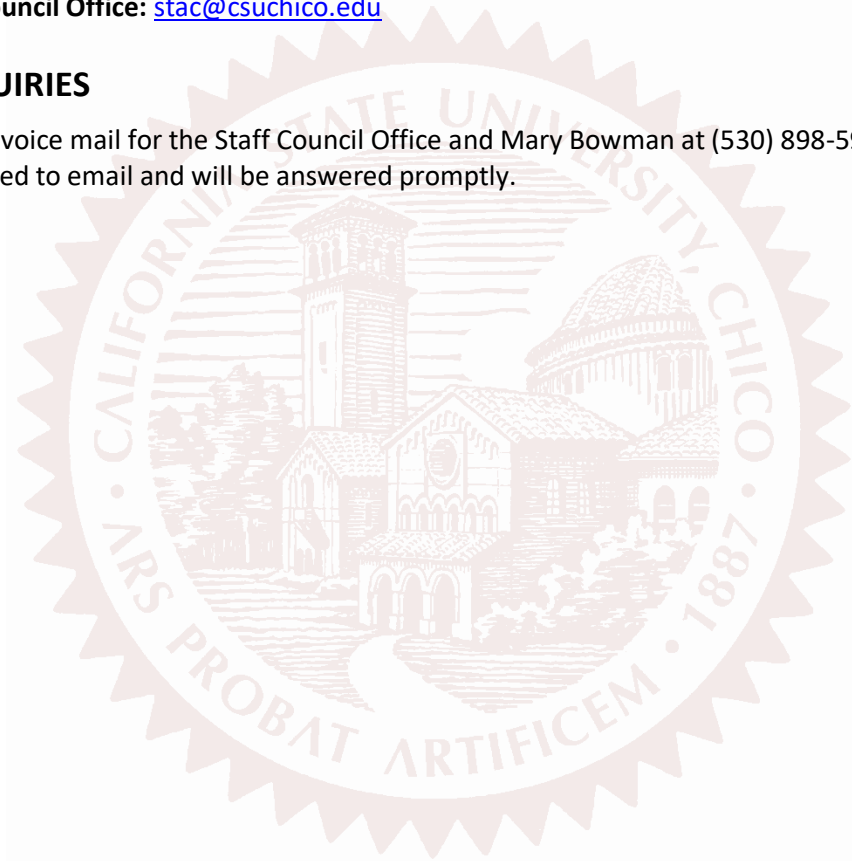 uncil Office: stac@csuchico.edu
UIRIES
voice mail for the Staff Council Office and Mary Bowman at (530) 898-59
ed to email and will be answered promptly.
CALIFORNIA STATE UNIVERSITY, CHICO
ARS PROBAT ARTIFICEM • 1887